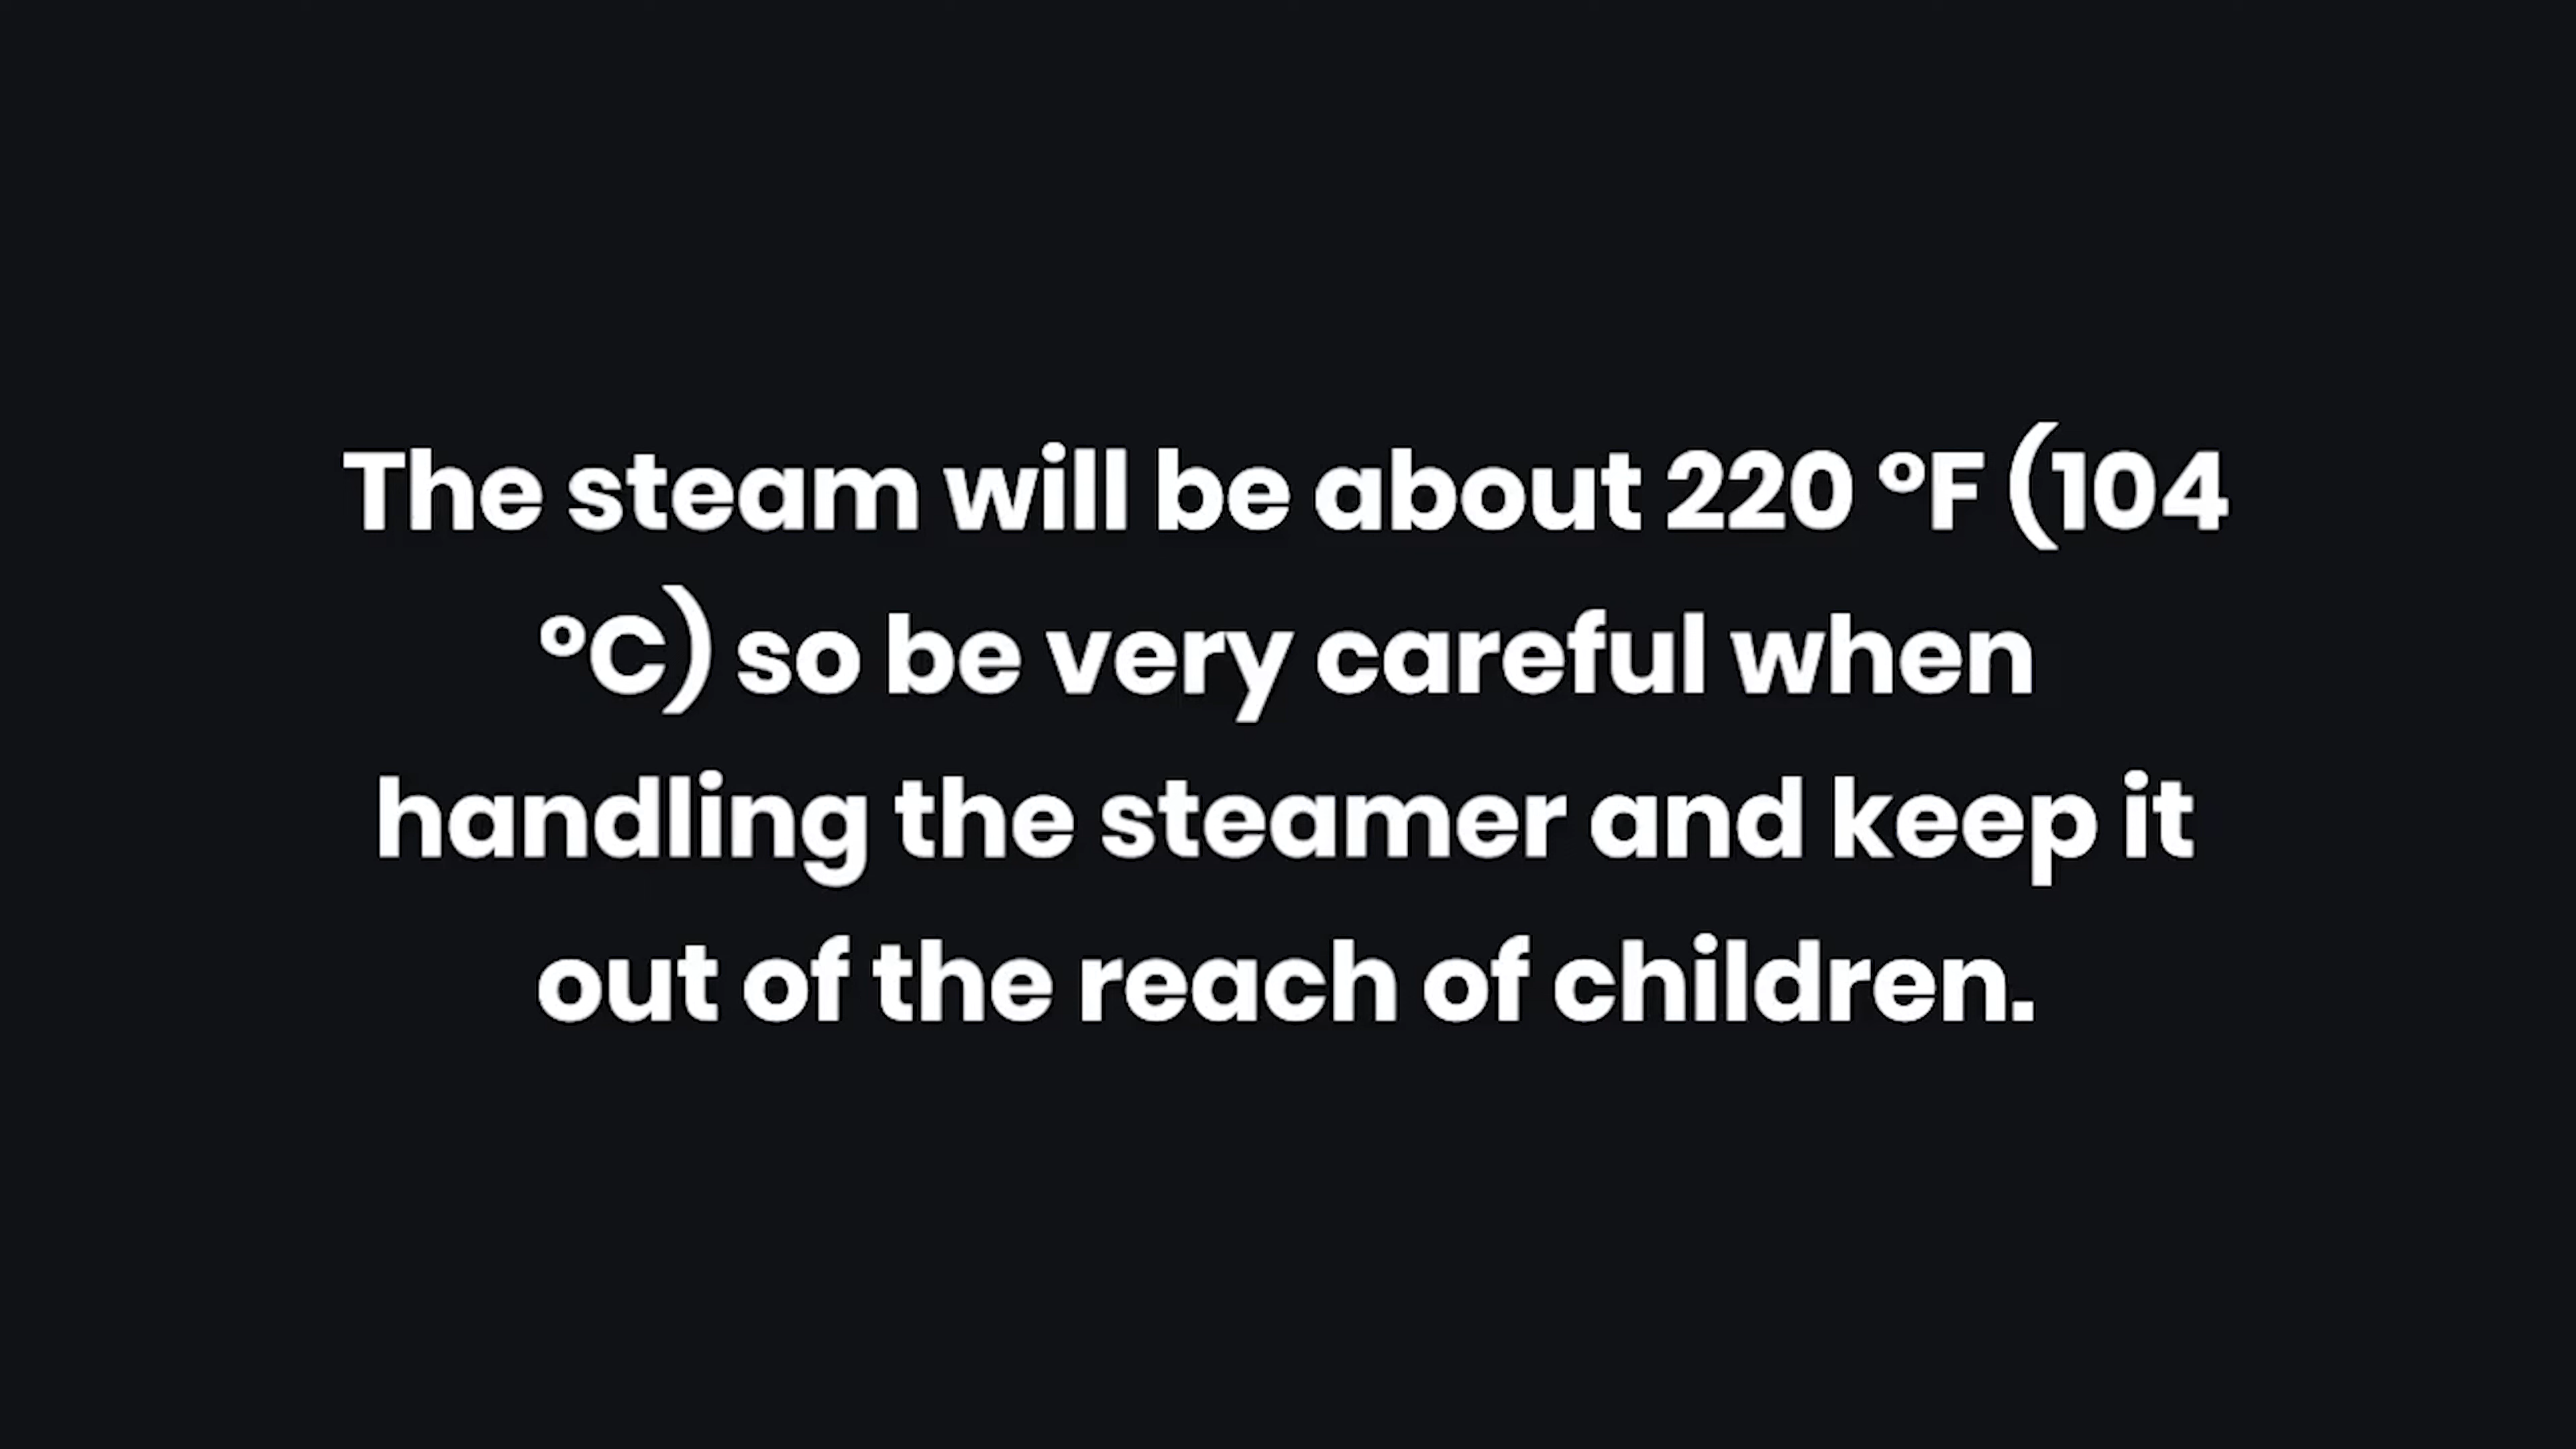 The steam will be about 220 °F (104
°C) so be very careful when
handling the steamer and keep it
out of the reach of children.